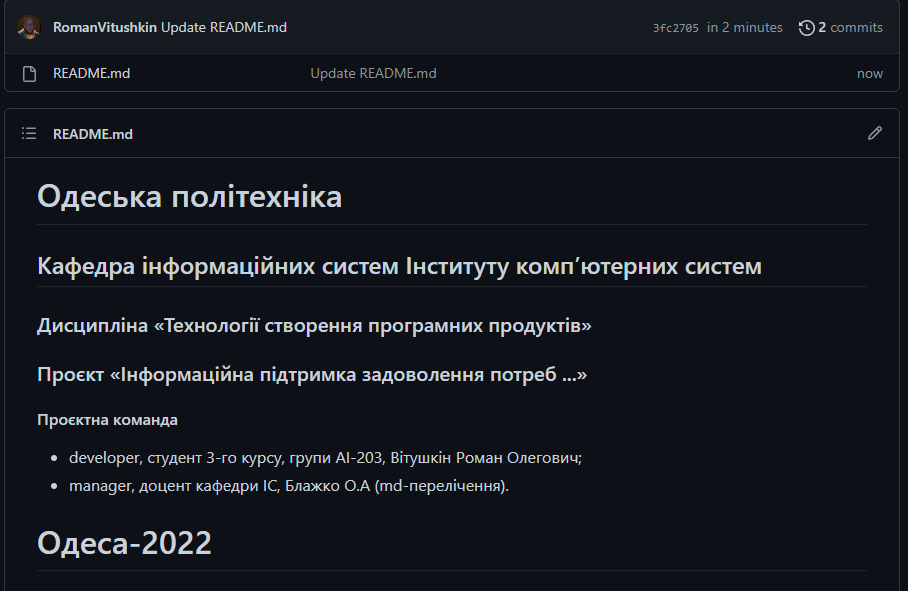 RomanVitushkin Update README.md 3fc2705 in 2 minutes 2 commits
README.md Update README.md now
README.md
Одеська політехніка
Кафедра інформаційних систем Інституту комп’ютерних систем
Дисципліна «Технології створення програмних продуктів»
Проєкт «Інформаційна підтримка задоволення потреб ...»
Проєктна команда
developer, студент 3-го курсу, групи АІ-203, Вітушкін Роман Олегович;
manager, доцент кафедри ІС, Блажко О.А (md-перелічення).
Одеса-2022